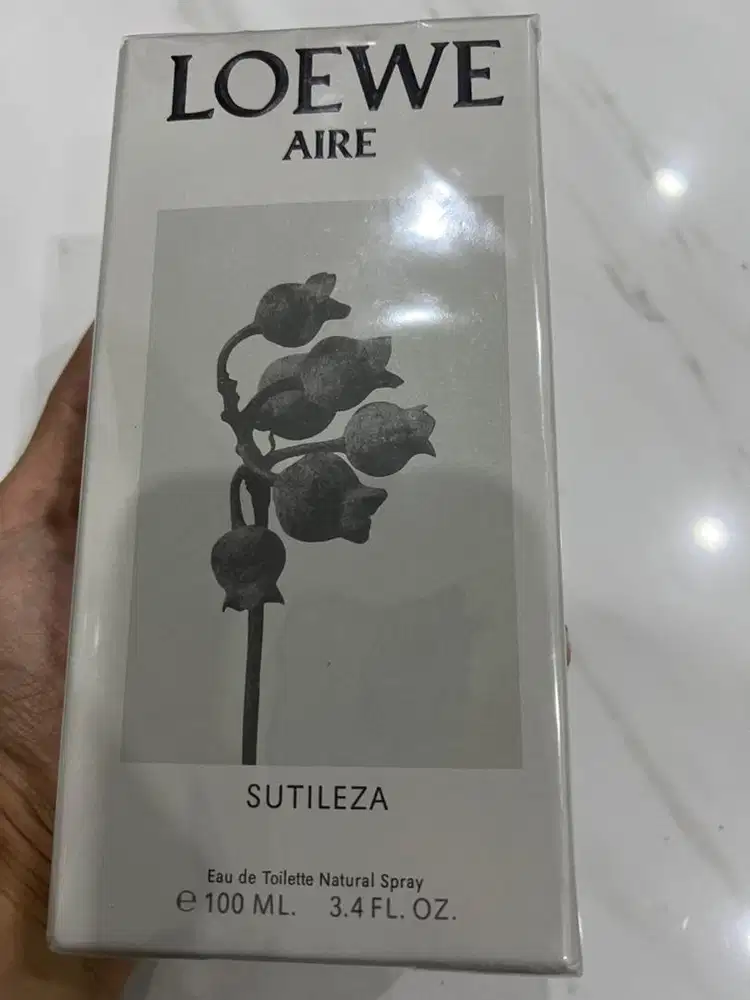 LOEWE
AIRE
SUTILEZA
Eau de Toilette Natural Spray
℮ 100 ML. 3.4 FL. OZ.